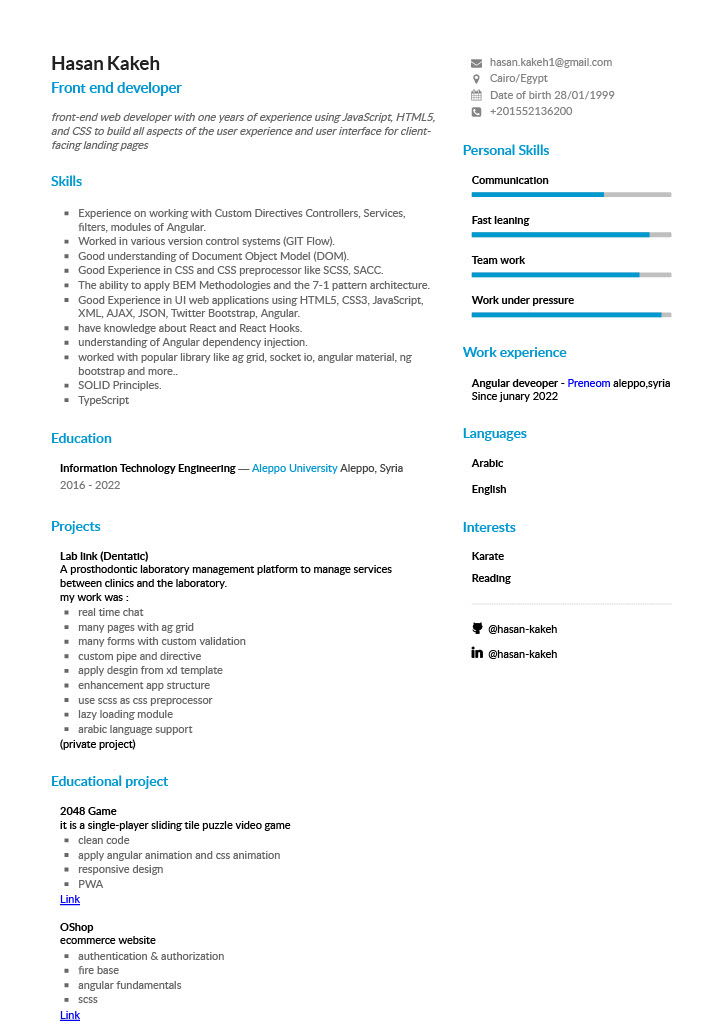 Hasan Kakeh
Front end developer
front-end web developer with one years of experience using JavaScript, HTML5,
and CSS to build all aspects of the user experience and user interface for client-
facing landing pages
Skills
Experience on working with Custom Directives Controllers, Services,
filters, modules of Angular.
Worked in various version control systems (GIT Flow).
Good understanding of Document Object Model (DOM).
Good Experience in CSS and CSS preprocessor like SCSS, SACC.
The ability to apply BEM Methodologies and the 7-1 pattern architecture.
Good Experience in UI web applications using HTML5, CSS3, JavaScript,
XML, AJAX, JSON, Twitter Bootstrap, Angular.
have knowledge about React and React Hooks.
understanding of Angular dependency injection.
worked with popular library like ag grid, socket io, angular material, ng
bootstrap and more..
SOLID Principles.
TypeScript
Education
Information Technology Engineering — Aleppo University Aleppo, Syria
2016 - 2022
Projects
Lab link (Dentatic)
A prosthodontic laboratory management platform to manage services
between clinics and the laboratory.
my work was :
real time chat
many pages with ag grid
many forms with custom validation
custom pipe and directive
apply desgin from xd template
enhancement app structure
use scss as css preprocessor
lazy loading module
arabic language support
(private project)
Educational project
2048 Game
it is a single-player sliding tile puzzle video game
clean code
apply angular animation and css animation
responsive design
PWA
Link
OShop
ecommerce website
authentication & authorization
fire base
angular fundamentals
scss
Link
hasan.kakeh1@gmail.com
Cairo/Egypt
Date of birth 28/01/1999
+201552136200
Personal Skills
Communication
Fast leaning
Team work
Work under pressure
Work experience
Angular deveoper - Preneom aleppo,syria
Since junary 2022
Languages
Arabic
English
Interests
Karate
Reading
@hasan-kakeh
@hasan-kakeh